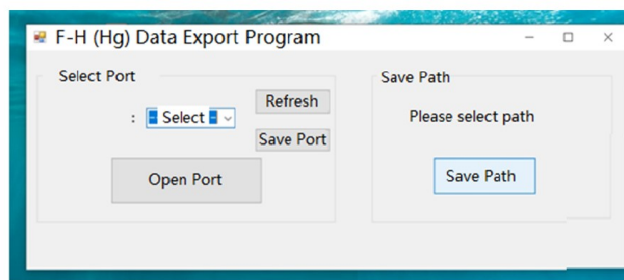 F-H (Hg) Data Export Program
Select Port
: - Select -
Refresh
Save Port
Open Port
Save Path
Please select path
Save Path